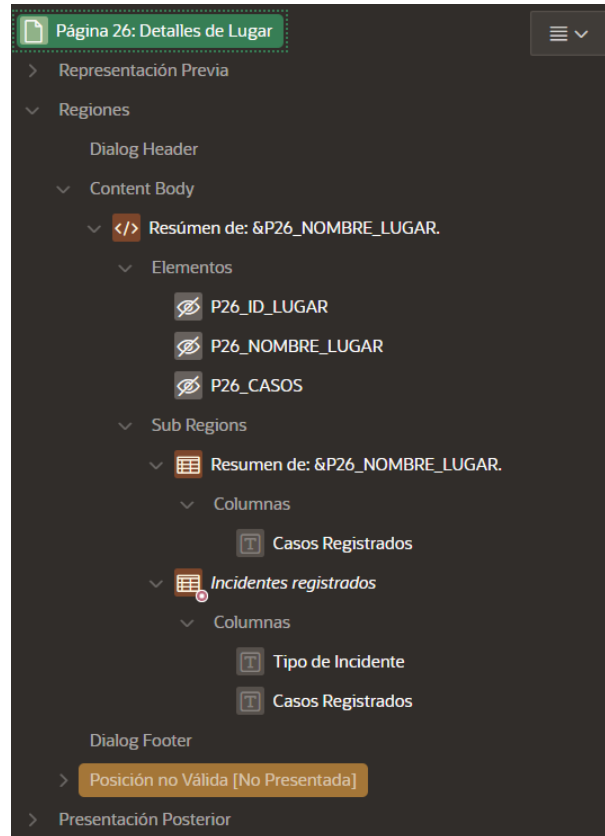 Página 26: Detalles de Lugar
Representación Previa
Regiones
Dialog Header
Content Body
Resúmen de: &P26_NOMBRE_LUGAR.
Elementos
P26_ID_LUGAR
P26_NOMBRE_LUGAR
P26_CASOS
Sub Regions
Resumen de: &P26_NOMBRE_LUGAR.
Columnas
Casos Registrados
Incidentes registrados
Columnas
Tipo de Incidente
Casos Registrados
Dialog Footer
Posición no Válida [No Presentada]
Presentación Posterior